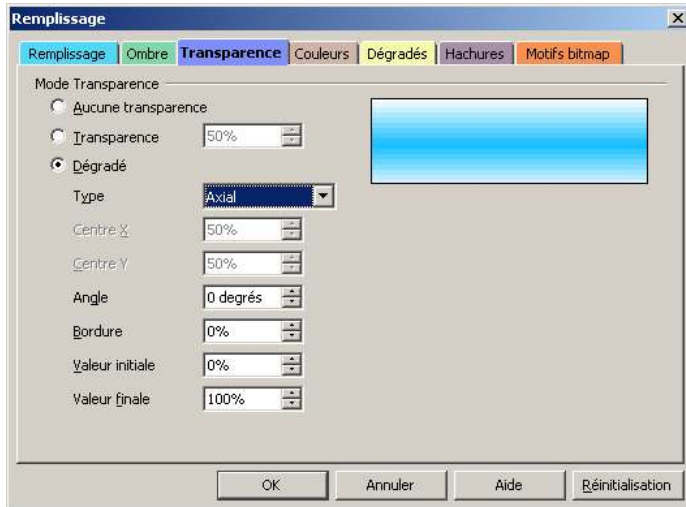 Remplissage
Remplissage Ombre Transparence Couleurs Dégradés Hachures Motifs bitmap
Mode Transparence
Aucune transparence
Transparence 50%
Dégradé
Type Axial
Centre X 50%
Centre Y 50%
Angle 0 degrés
Bordure 0%
Valeur initiale 0%
Valeur finale 100%
OK Annuler Aide Réinitialisation